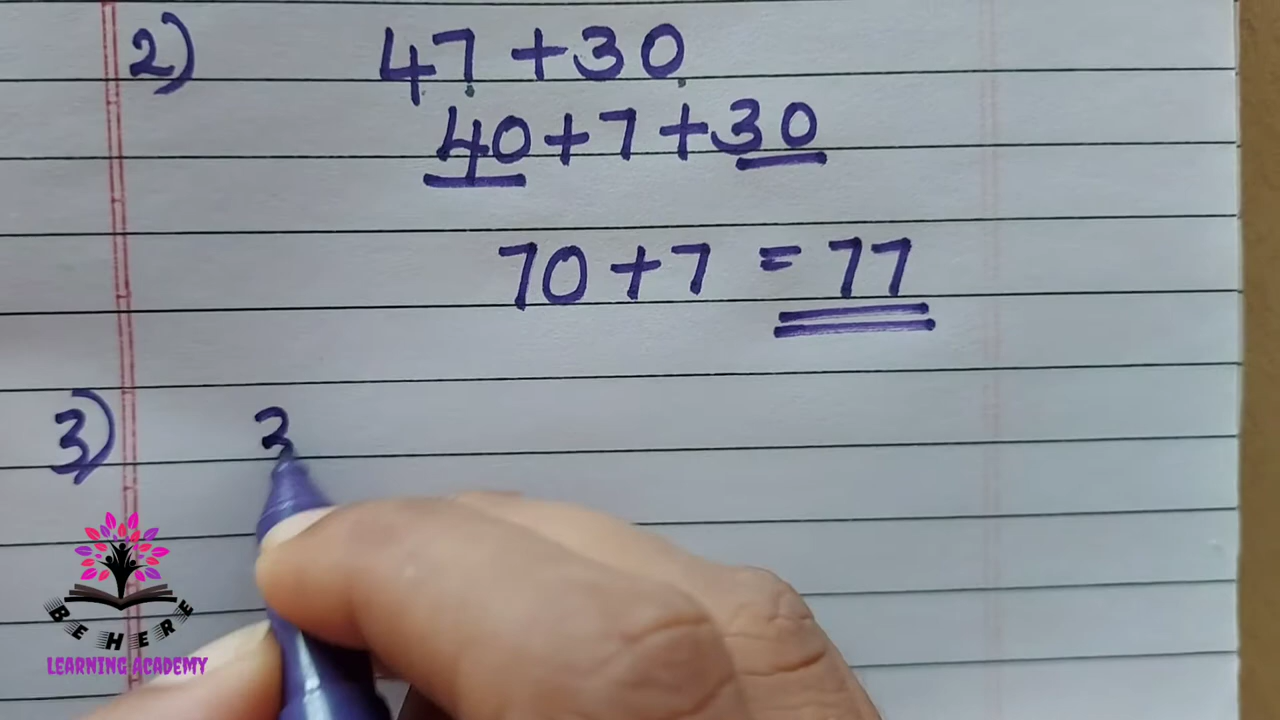 2) 47 + 30
40 + 7 + 30
70 + 7 = 77
3) 3
BE HERE
LEARNING ACADEMY